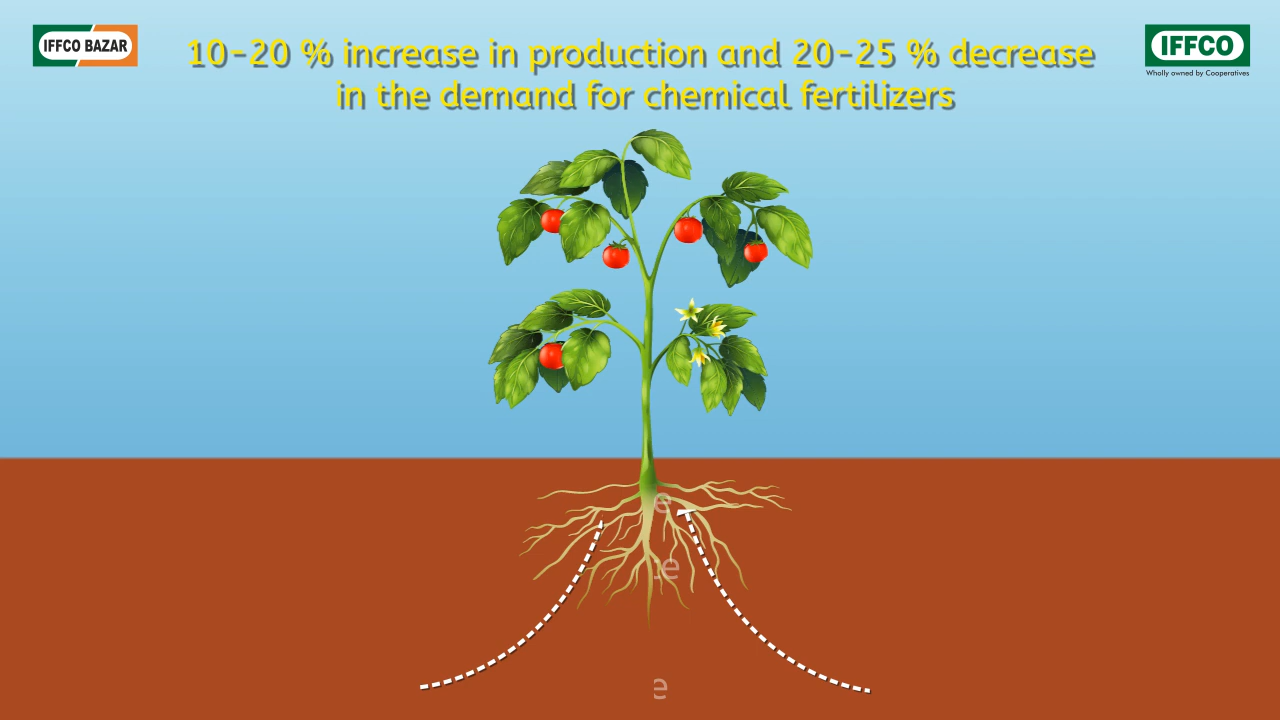 IFFCO BAZAR
10-20 % increase in production and 20-25 % decrease
in the demand for chemical fertilizers
IFFCO
Wholly owned by Cooperatives
e
e
e